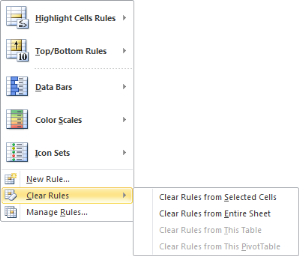 Highlight Cells Rules
Top/Bottom Rules
10
Data Bars
Color Scales
Icon Sets
New Rule...
Clear Rules
Manage Rules...
Clear Rules from Selected Cells
Clear Rules from Entire Sheet
Clear Rules from This Table
Clear Rules from This PivotTable